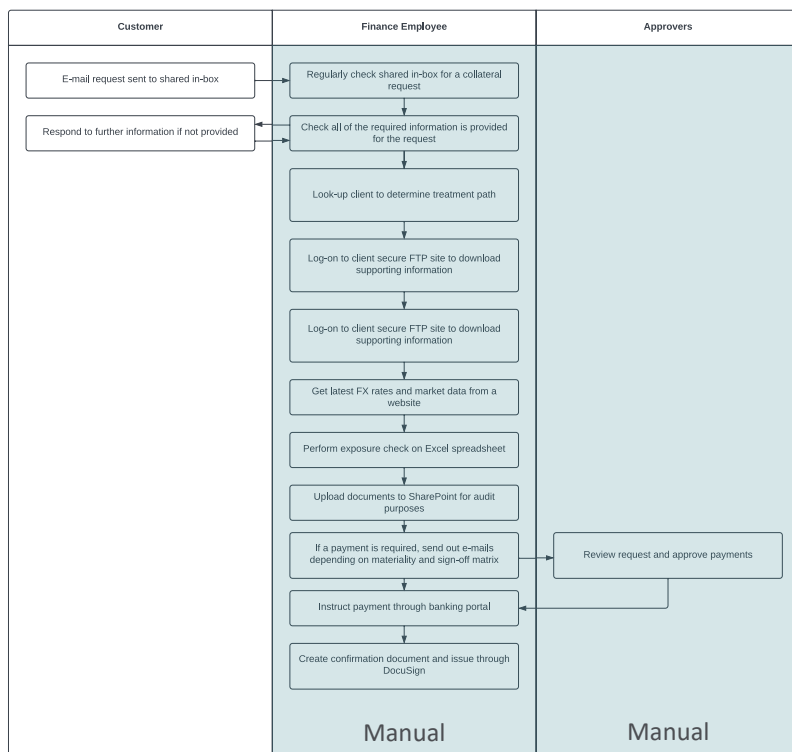 Customer
Finance Employee
Approvers
E-mail request sent to shared in-box
Regularly check shared in-box for a collateral
request
Respond to further information if not provided
Check all of the required information is provided
for the request
Look-up client to determine treatment path
Log-on to client secure FTP site to download
supporting information
Log-on to client secure FTP site to download
supporting information
Get latest FX rates and market data from a
website
Perform exposure check on Excel spreadsheet
Upload documents to SharePoint for audit
purposes
If a payment is required, send out e-mails
depending on materiality and sign-off matrix
Review request and approve payments
Instruct payment through banking portal
Create confirmation document and issue through
DocuSign
Manual
Manual